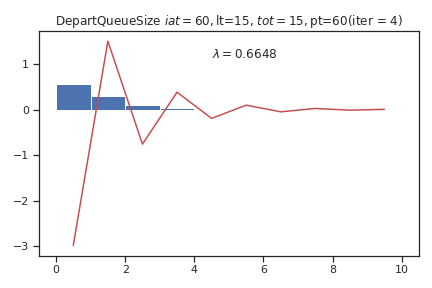 DepartQueueSize iat = 60, lt=15, tot = 15, pt=60(iter = 4)
λ = 0.6648
1
0
−1
−2
−3
0 2 4 6 8 10